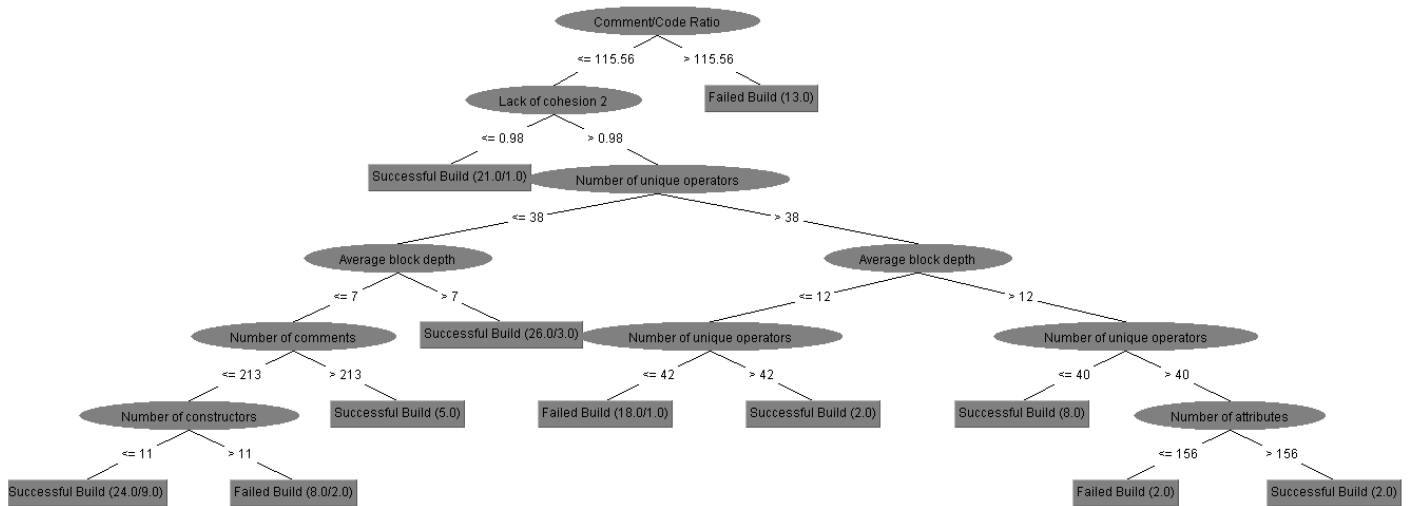 Comment/Code Ratio
<= 115.56
> 115.56
Lack of cohesion 2
Failed Build (13.0)
<= 0.98
> 0.98
Successful Build (21.0/1.0)
Number of unique operators
<= 38
> 38
Average block depth
Average block depth
<= 7
> 7
<= 12
> 12
Number of comments
Successful Build (26.0/3.0)
Number of unique operators
Number of unique operators
<= 213
> 213
<= 42
> 42
<= 40
> 40
Number of constructors
Successful Build (5.0)
Failed Build (18.0/1.0)
Successful Build (2.0)
Successful Build (8.0)
Number of attributes
<= 11
> 11
<= 156
> 156
Successful Build (24.0/9.0)
Failed Build (8.0/2.0)
Failed Build (2.0)
Successful Build (2.0)